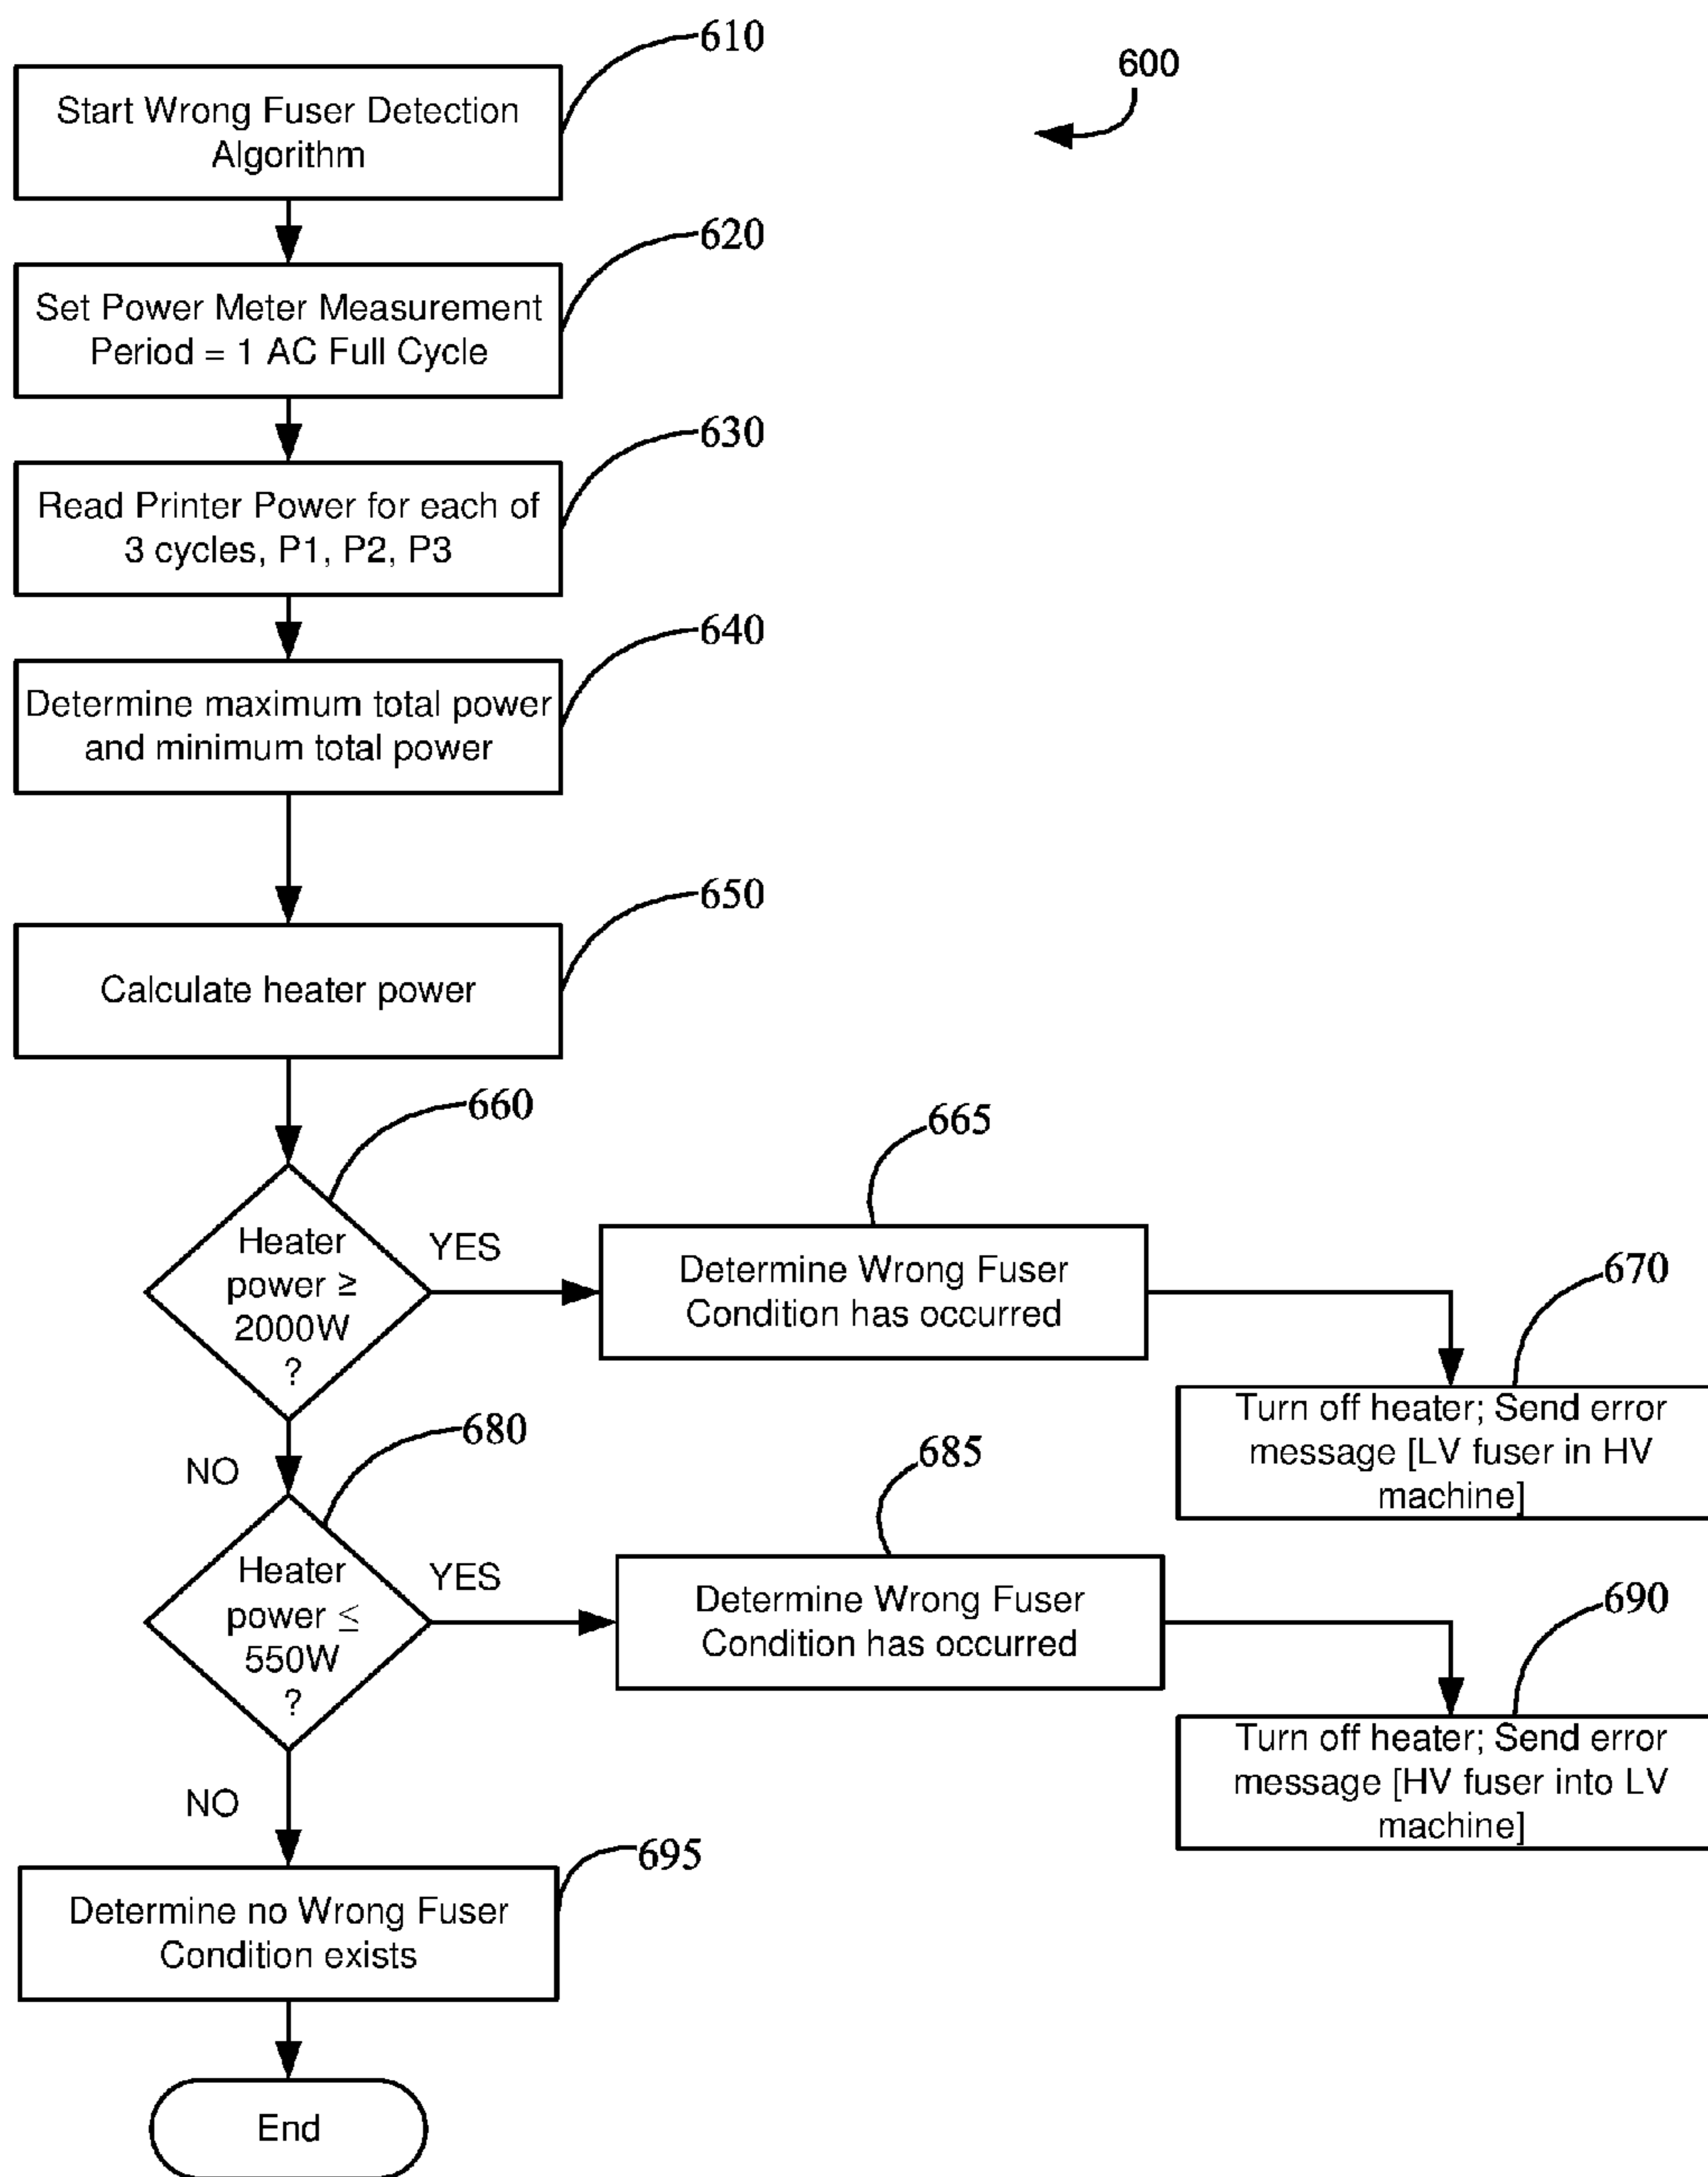 610
600
Start Wrong Fuser Detection
Algorithm
620
Set Power Meter Measurement
Period = 1 AC Full Cycle
630
Read Printer Power for each of
3 cycles, P1, P2, P3
640
Determine maximum total power
and minimum total power
650
Calculate heater power
660
665
Heater
power ≥
2000W
?
YES
Determine Wrong Fuser
Condition has occurred
670
Turn off heater; Send error
message [LV fuser in HV
machine]
NO
680
685
Heater
power ≤
550W
?
YES
Determine Wrong Fuser
Condition has occurred
690
Turn off heater; Send error
message [HV fuser into LV
machine]
NO
695
Determine no Wrong Fuser
Condition exists
End